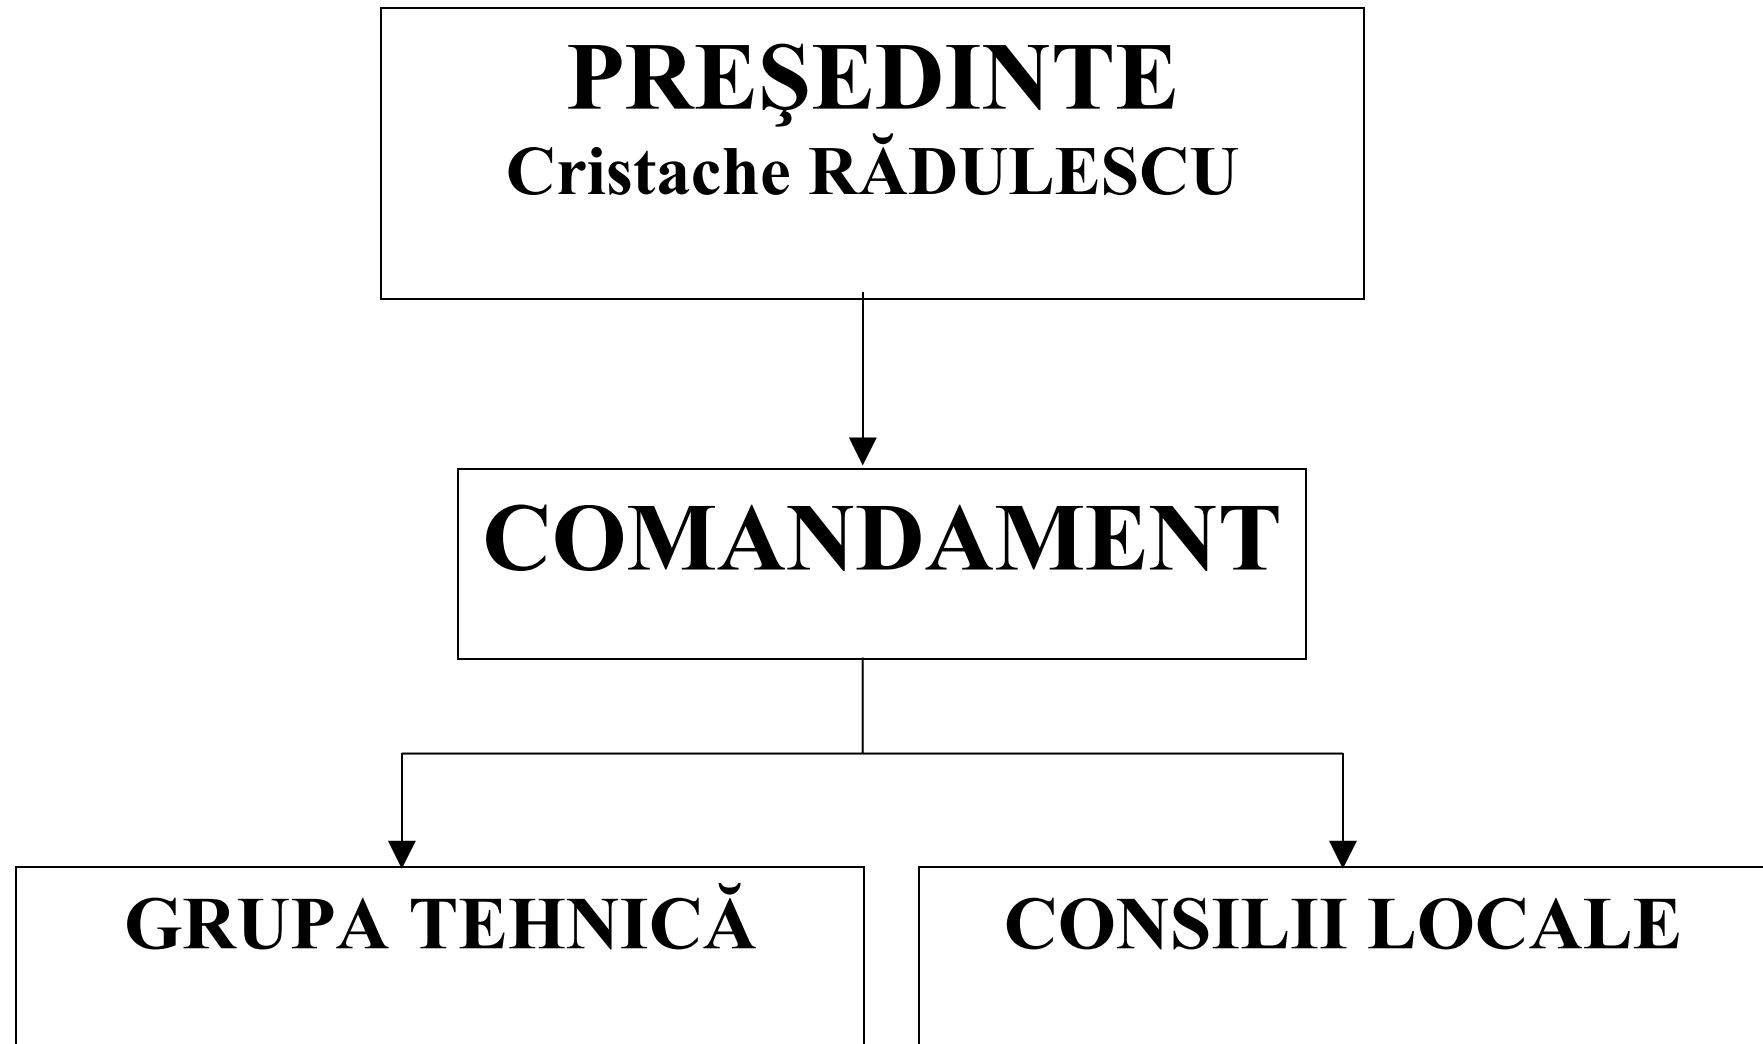 PREŞEDINTE
Cristache RĂDULESCU
COMANDAMENT
GRUPA TEHNICĂ
CONSILII LOCALE